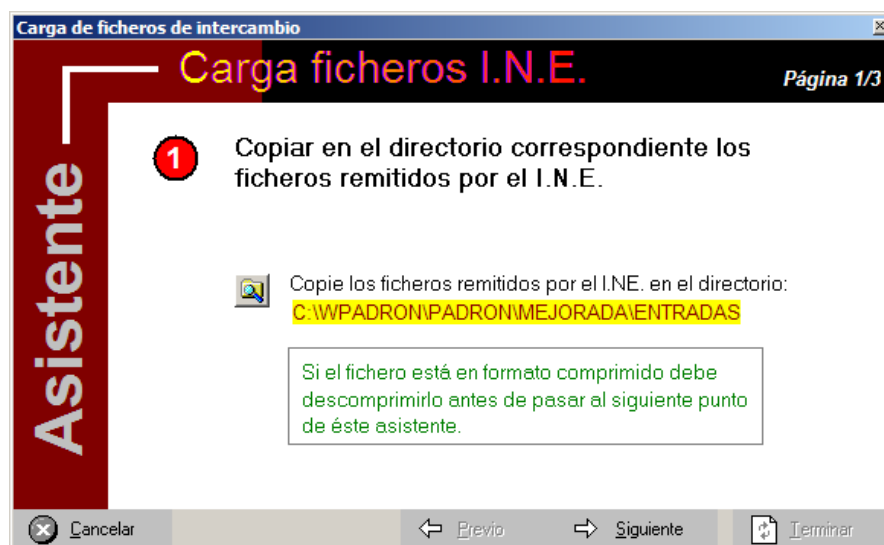 Carga de ficheros de intercambio
Carga ficheros I.N.E.
Página 1/3
Asistente
1
Copiar en el directorio correspondiente los
ficheros remitidos por el I.N.E.
Copie los ficheros remitidos por el I.NE. en el directorio:
C:\WPADRON\PADRON\MEJORADA\ENTRADAS
Si el fichero está en formato comprimido debe
descomprimirlo antes de pasar al siguiente punto
de éste asistente.
Cancelar
Previo
Siguiente
Terminar